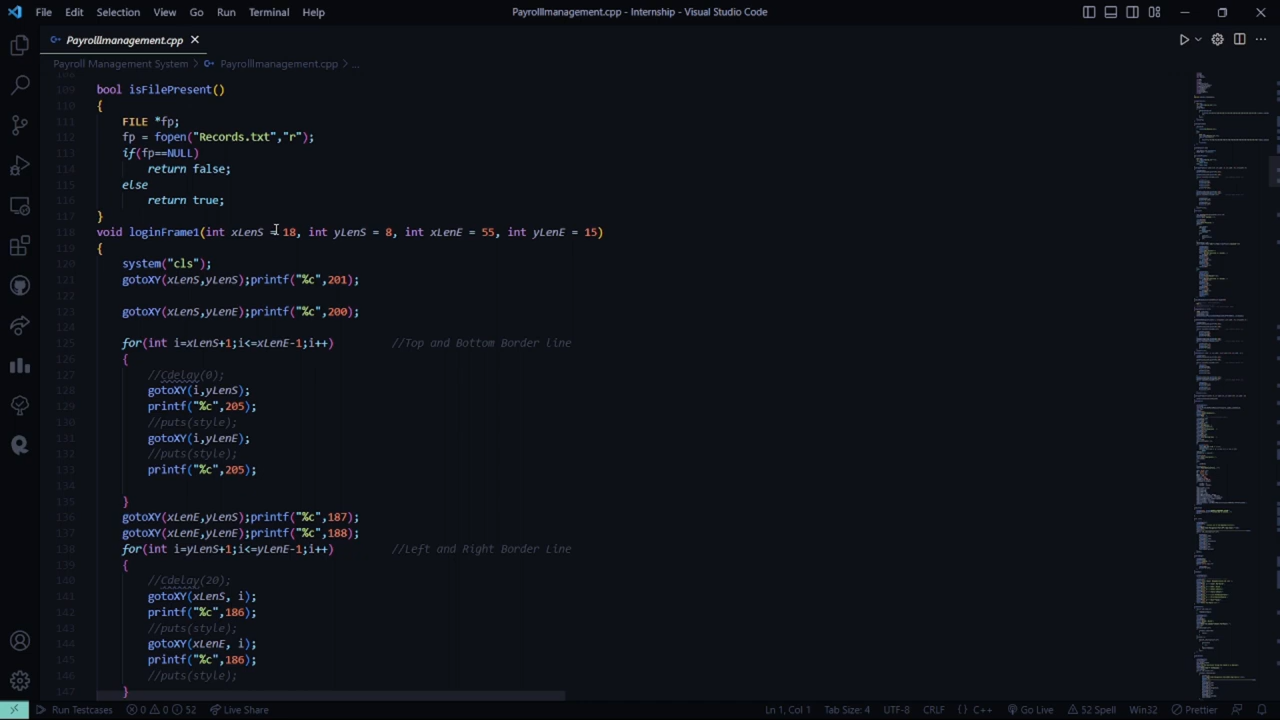 File Edit Selection View Go Run Terminal Help Payrolllmanagement.cpp - Internship - Visual Studio Code
Payrolllmanagement.cpp
Payroll Management System > Payrolllmanagement.cpp > ...
108
109 bool isFilePresent()
110 {
111 FILE *fp;
112 fp = fopen("Records.txt","r");
113 if(fp==NULL)
114 return false;
115 else
116 return true;
117 }
118 void loginFrame1(int xLenS = 18, int yLenS = 8, int xLenE = 55, int yLenE = 15)
119 {
120 system("cls");
121 gotoXY(xLenS,yLenS);printf("%c",201);
122
123 gotoXY(xLenS,yLenE);printf("%c",200);
124
125 for(int i=xLenS+1;i<=xLenE-1;i++) //Top and Bottom Border line
126 {
127 //Cdelay(0);
128 gotoXY(i,yLenS);
129 printf("%c",205);
130 //puts(style);
131 gotoXY(i,yLenE);
132 //puts(style);
133 printf("%c",205);
134
135 }
136 gotoXY(xLenE,yLenS);printf("%c",187);
137 gotoXY(xLenE,yLenE);printf("%c",188);
138 for(int i=yLenS+1;i<=yLenE-1;i++) //Left and Right Border Line
139 {
140 //Cdelay(20);
141 gotoXY(xLenS, i);
142 printf("%c",186);
143 //puts(style);
144 gotoXY(xLenE, i);
145 printf("%c",186);
146 //puts(style);
147 }
Run Testcases 0 0 52 Live Share Ln 1, Col 1 Tab Size: 4 UTF-8 CRLF {} C++ Go Live 52 Spell Win32 Prettier